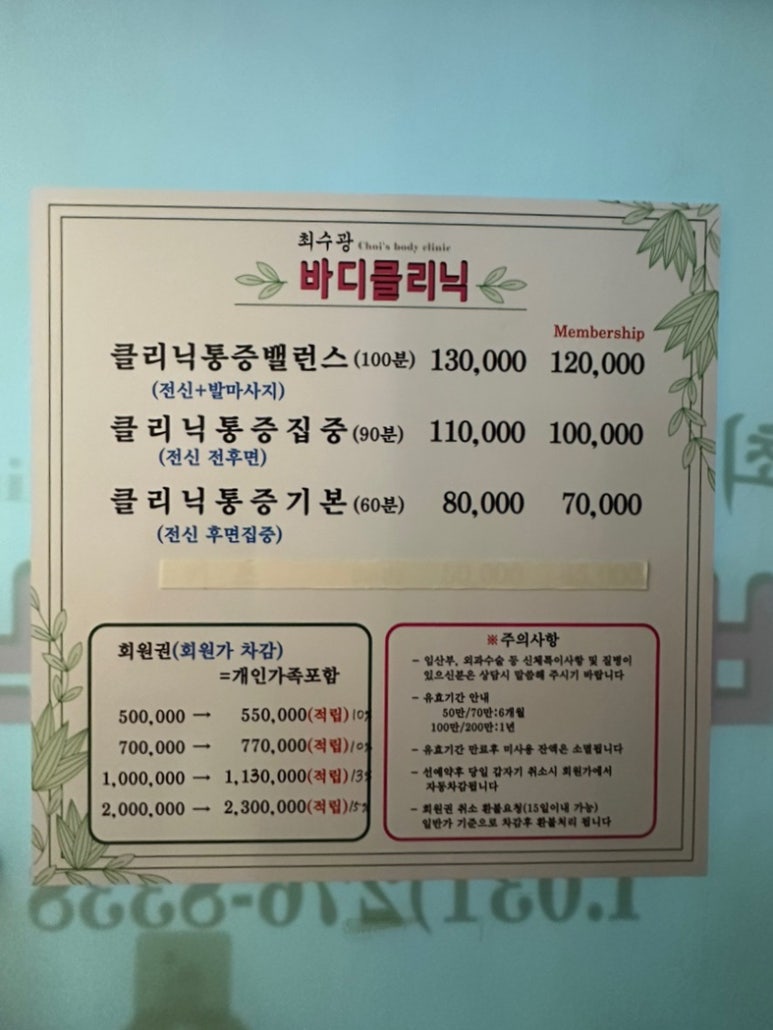 최수광 Choi's body clinic
바디클리닉
Membership
클리닉통증밸런스 (100분) 130,000 120,000
(전신+발마사지)
클리닉통증집중 (90분) 110,000 100,000
(전신 전후면)
클리닉통증기본 (60분) 80,000 70,000
(전신 후면집중)
회원권(회원가 차감)
=개인가족포함
500,000 → 550,000(적립)10%
700,000 → 770,000(적립)10%
1,000,000 → 1,130,000(적립)13%
2,000,000 → 2,300,000(적립)15%
※주의사항
- 임산부, 외과수술 등 신체특이사항 및 질병이
있으신분은 상담시 말씀해 주시기 바랍니다
- 유효기간 안내
50만/70만:6개월
100만/200만:1년
- 유효기간 만료후 미사용 잔액은 소멸됩니다
- 선예약후 당일 갑자기 취소시 회원가에서
자동차감됩니다
- 회원권 취소 환불요청(15일이내 가능)
일반가 기준으로 차감후 환불처리 됩니다
T.031)276-8558